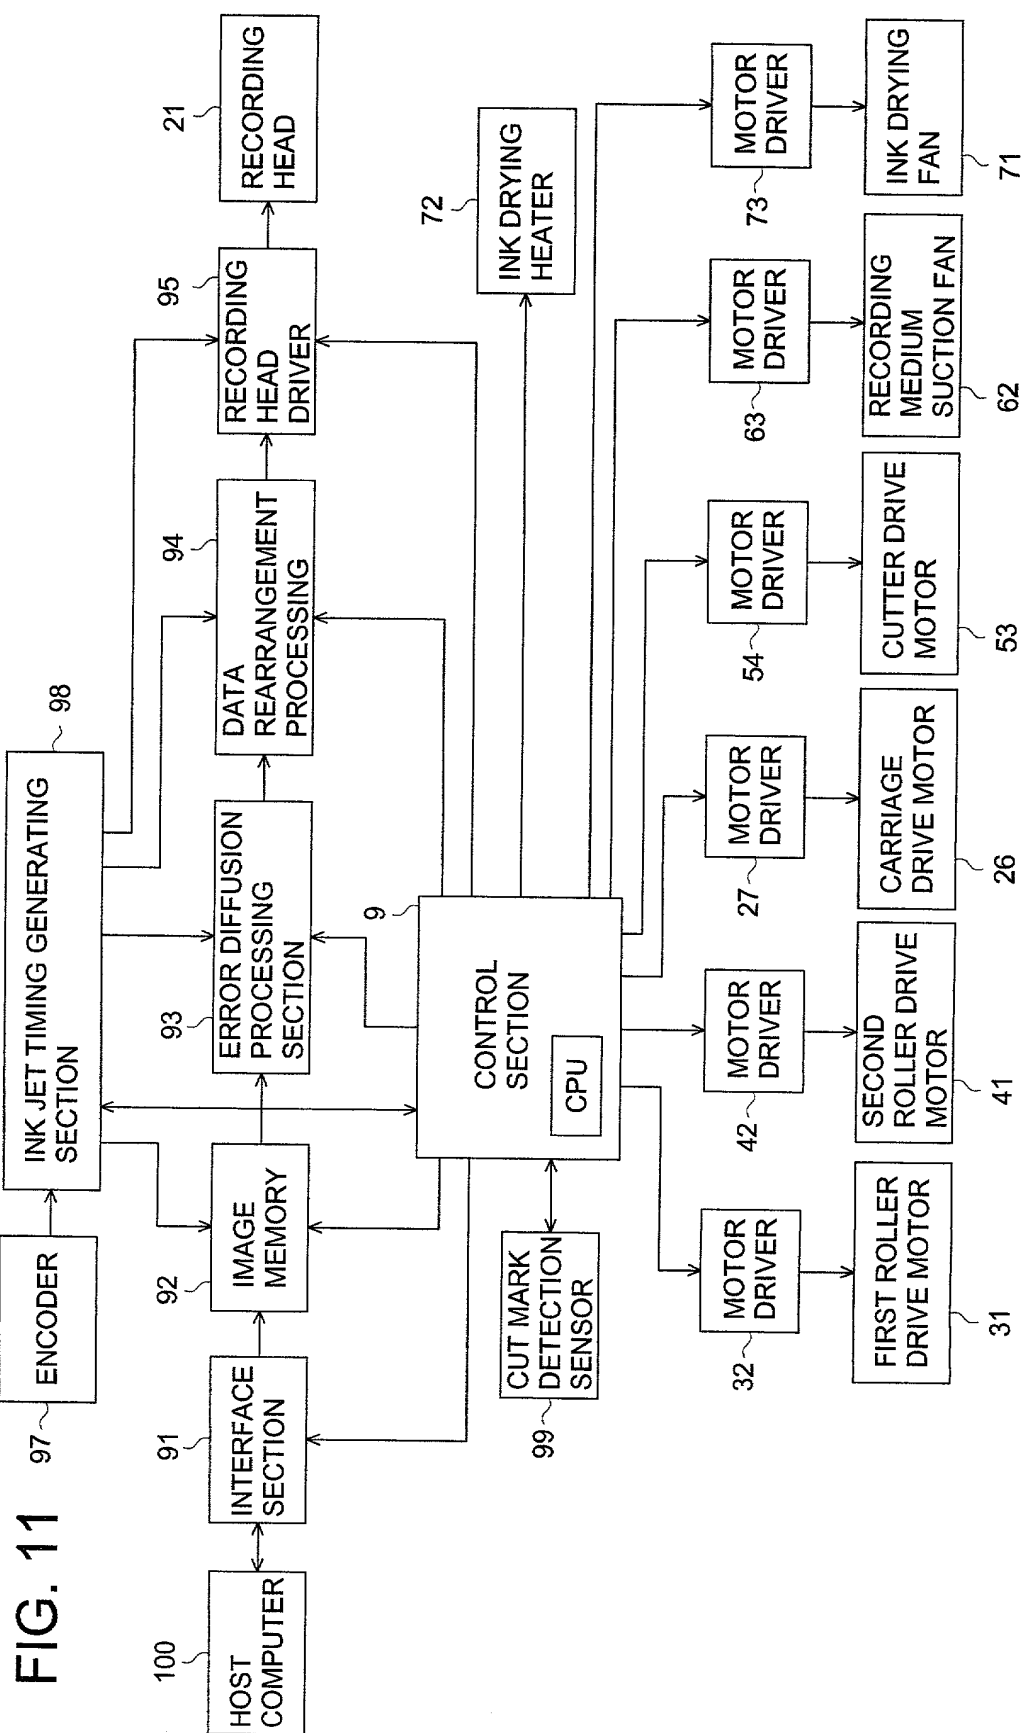 FIG. 11
97
ENCODER
INK JET TIMING GENERATING
SECTION
98
100
HOST
COMPUTER
91
INTERFACE
SECTION
92
IMAGE
MEMORY
93
ERROR DIFFUSION
PROCESSING
SECTION
94
DATA
REARRANGEMENT
PROCESSING
95
RECORDING
HEAD
DRIVER
21
RECORDING
HEAD
9
CONTROL
SECTION
CPU
99
CUT MARK
DETECTION
SENSOR
72
INK DRYING
HEATER
32
MOTOR
DRIVER
42
MOTOR
DRIVER
27
MOTOR
DRIVER
54
MOTOR
DRIVER
63
MOTOR
DRIVER
73
MOTOR
DRIVER
FIRST ROLLER
DRIVE MOTOR
31
SECOND
ROLLER DRIVE
MOTOR
41
CARRIAGE
DRIVE MOTOR
26
CUTTER DRIVE
MOTOR
53
RECORDING
MEDIUM
SUCTION FAN
62
INK DRYING
FAN
71